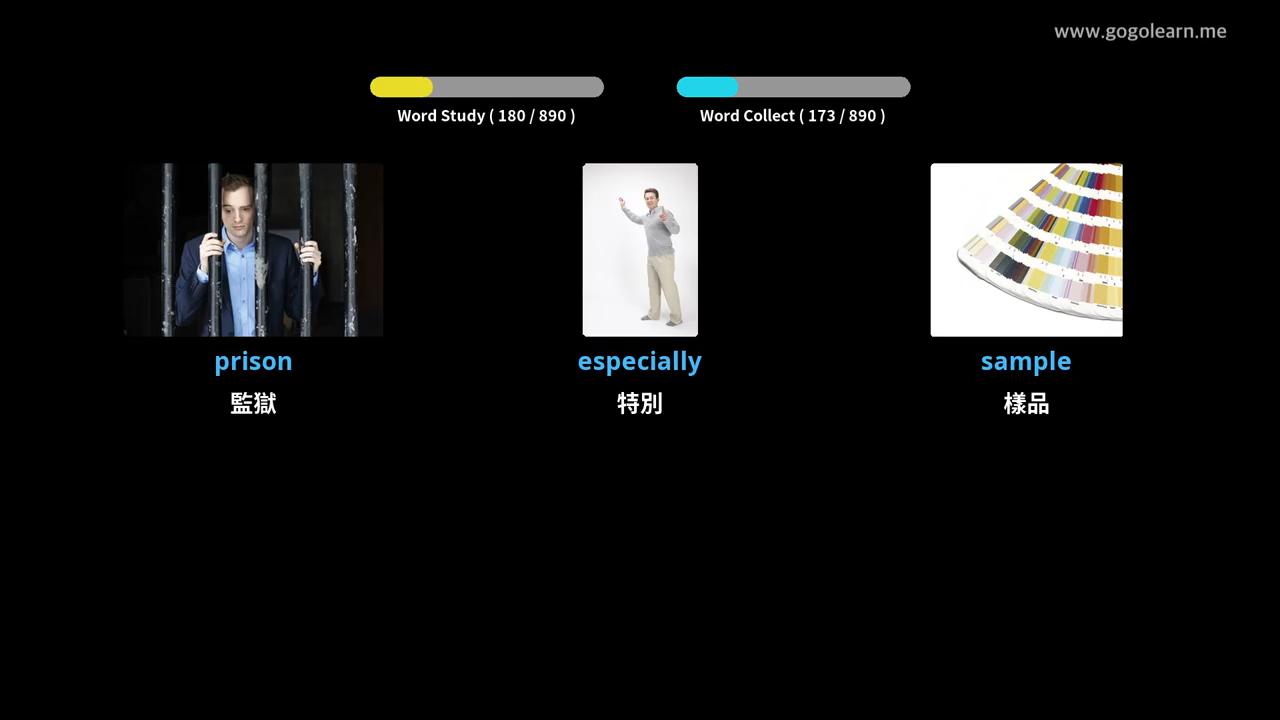 www.gogolearn.me
Word Study ( 180 / 890 )
Word Collect ( 173 / 890 )
prison
especially
sample
監獄
特別
樣品